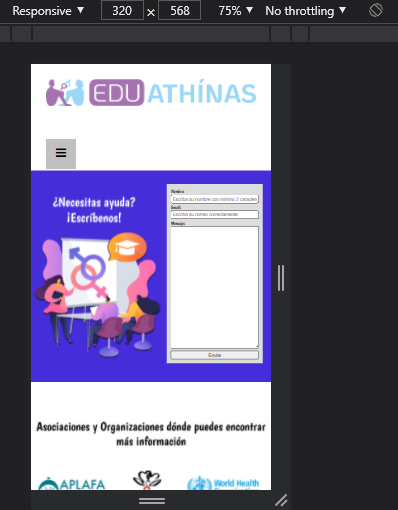 Responsive ▼ 320 × 568 75% ▼ No throttling ▼
EDU ATHÍNAS
¿Necesitas ayuda?
¡Escríbenos!
Nombre:
Escriba su nombre con mínimo 2 caracteres
Email:
Escriba su correo correctamente
Mensaje:
Enviar
Asociaciones y Organizaciones dónde puedes encontrar
más información
APLAFA
World Health